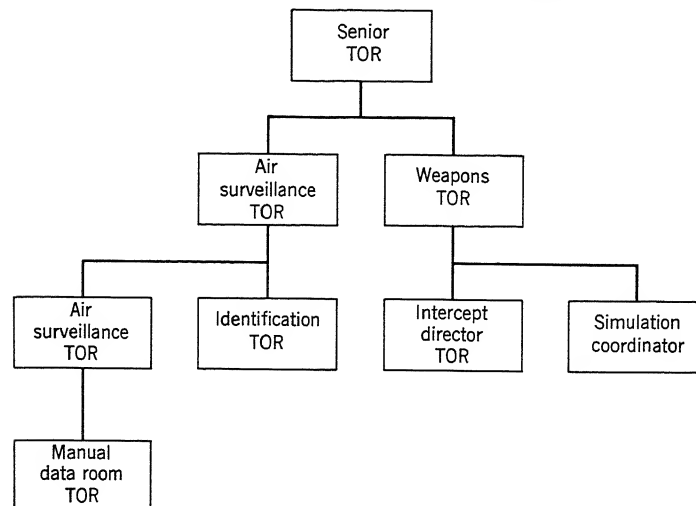 Senior
TOR
Air
surveillance
TOR
Weapons
TOR
Air
surveillance
TOR
Identification
TOR
Intercept
director
TOR
Simulation
coordinator
Manual
data room
TOR